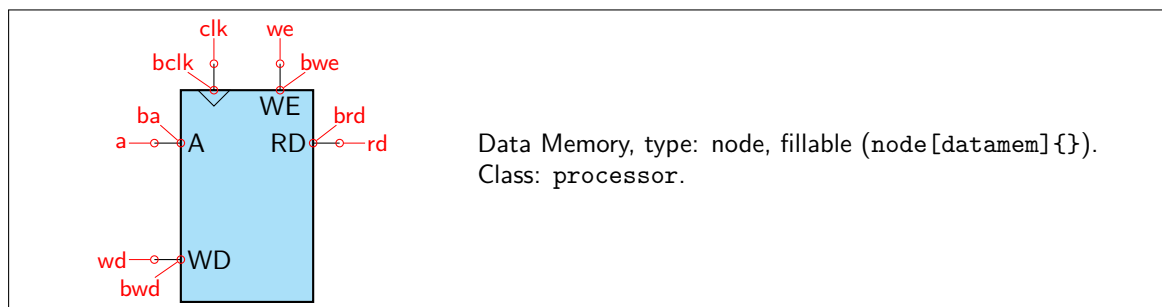 clk we
bclk bwe
WE
ba brd
a A RD rd
Data Memory, type: node, fillable (node[datamem]{}).
Class: processor.
wd WD
bwd